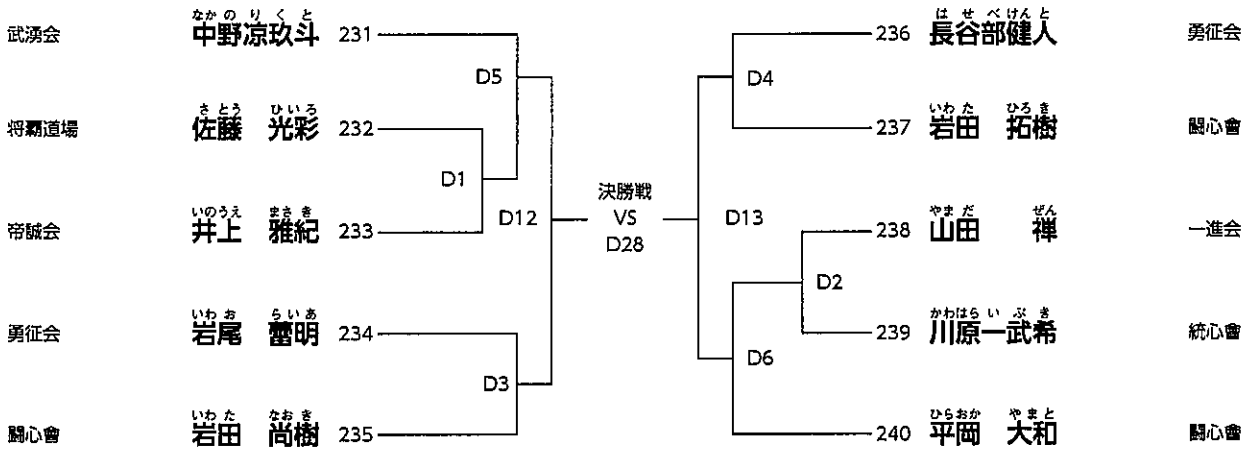 なかの りくと
武湧会 中野凉玖斗 231
D5
さとう ひいろ
将覇道場 佐藤 光彩 232
D1
いのうえ まさき
帝誠会 井上 雅紀 233
D12
いわお らいあ
勇征会 岩尾 蕾明 234
D3
いわた なおき
闘心會 岩田 尚樹 235
決勝戦
VS
D28
はせべけんと
236 長谷部健人 勇征会
D4
いわた ひろき
237 岩田 拓樹 闘心會
D13
やまだ ぜん
238 山田 禅 一進会
D2
かわはらいぶき
239 川原一武希 統心會
D6
ひらおか やまと
240 平岡 大和 闘心會